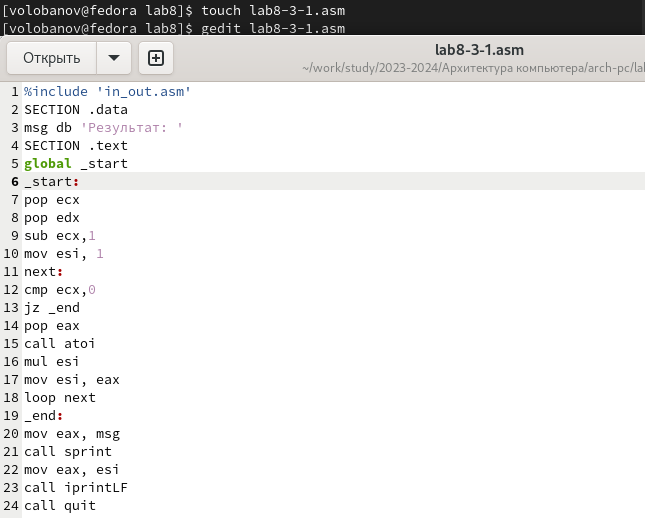 [volobanov@fedora lab8]$ touch lab8-3-1.asm
[volobanov@fedora lab8]$ gedit lab8-3-1.asm
Открыть
lab8-3-1.asm
~/work/study/2023-2024/Архитектура компьютера/arch-pc/lab
1 %include 'in_out.asm'
2 SECTION .data
3 msg db 'Результат: '
4 SECTION .text
5 global _start
6 _start:
7 pop ecx
8 pop edx
9 sub ecx,1
10 mov esi, 1
11 next:
12 cmp ecx,0
13 jz _end
14 pop eax
15 call atoi
16 mul esi
17 mov esi, eax
18 loop next
19 _end:
20 mov eax, msg
21 call sprint
22 mov eax, esi
23 call iprintLF
24 call quit